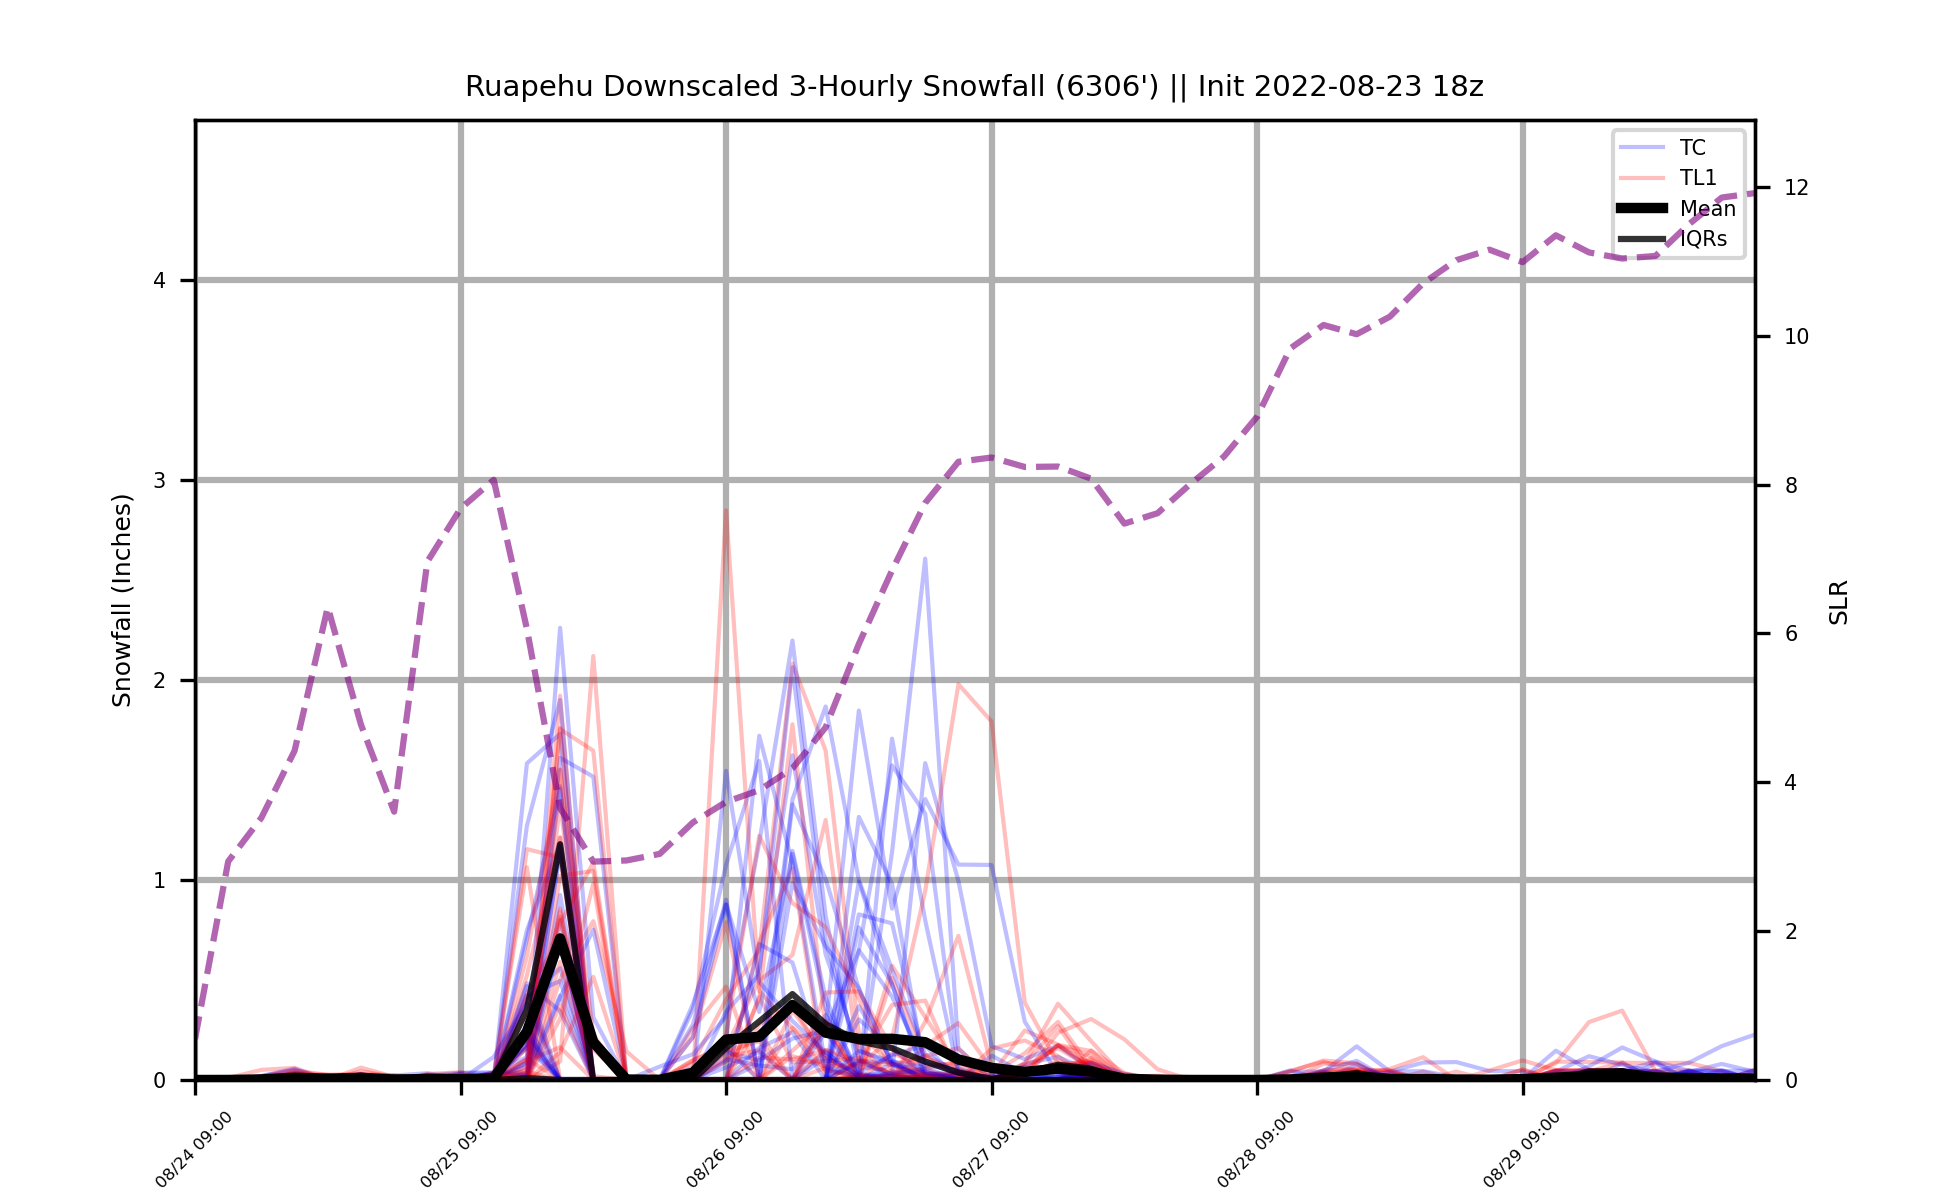 Ruapehu Downscaled 3-Hourly Snowfall (6306') || Init 2022-08-23 18z
TC
TL1
Mean
IQRs
Snowfall (Inches)
4
3
2
1
0
SLR
12
10
8
6
4
2
0
08/24 09:00
08/25 09:00
08/26 09:00
08/27 09:00
08/28 09:00
08/29 09:00